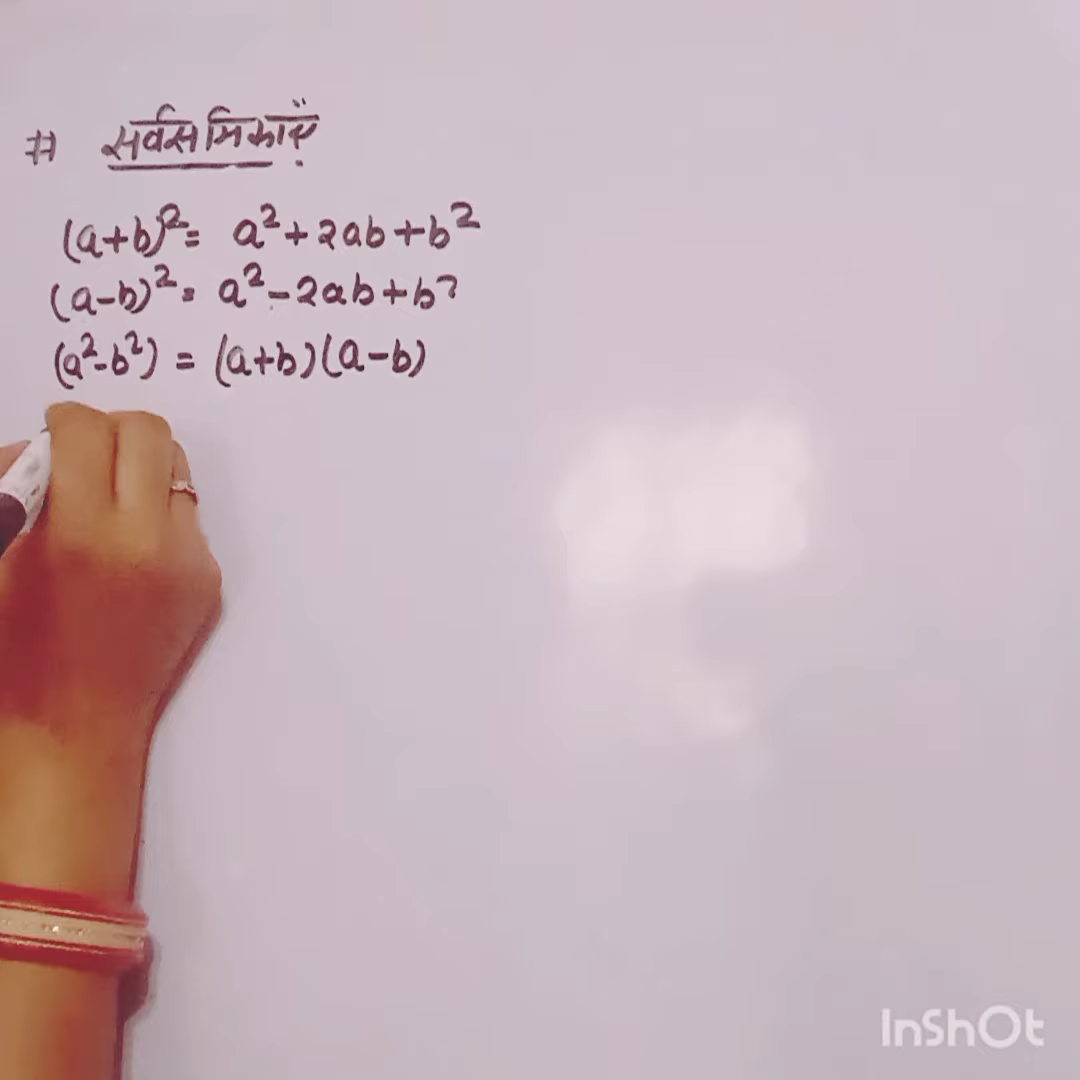 # सर्वसमिकाएँ
(a+b)²= a²+2ab+b²
(a-b)²= a²-2ab+b²
(a²-b²) = (a+b)(a-b)
InShOt